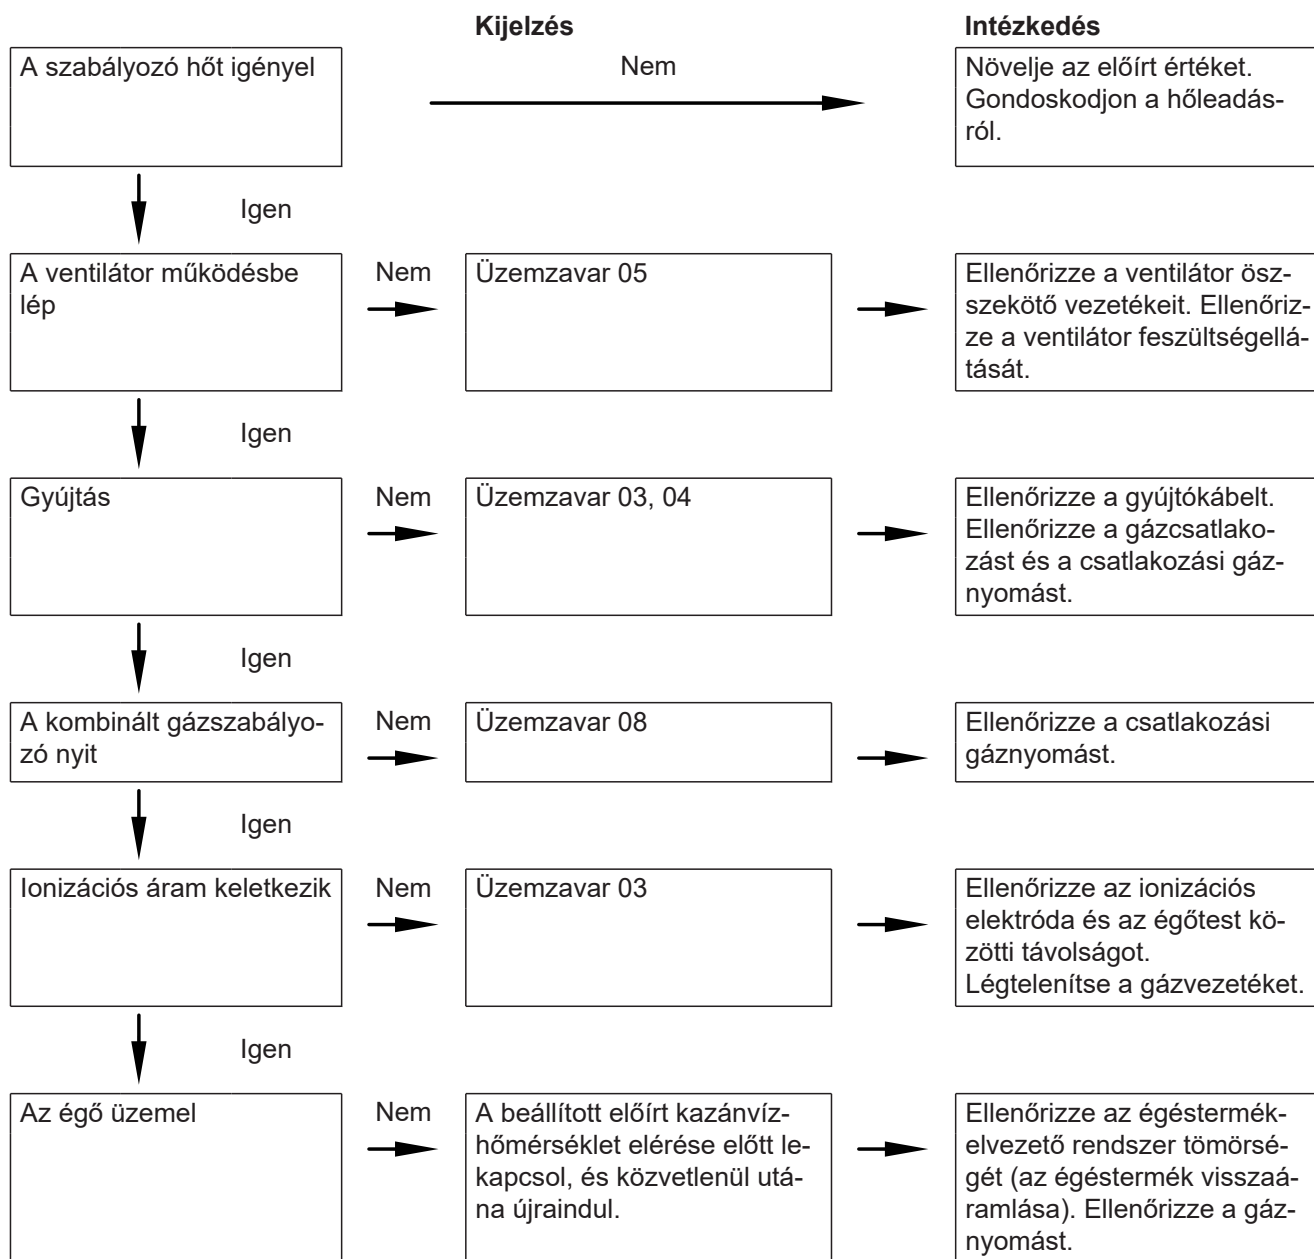 Kijelzés
Intézkedés
A szabályozó hőt igényel
Nem
Növelje az előírt értéket.
Gondoskodjon a hőleadás-
ról.
Igen
A ventilátor működésbe
lép
Nem
Üzemzavar 05
Ellenőrizze a ventilátor ösz-
szekötő vezetékeit. Ellenőriz-
ze a ventilátor feszültségellá-
tását.
Igen
Gyújtás
Nem
Üzemzavar 03, 04
Ellenőrizze a gyújtókábelt.
Ellenőrizze a gázcsatlako-
zást és a csatlakozási gáz-
nyomást.
Igen
A kombinált gázszabályo-
zó nyit
Nem
Üzemzavar 08
Ellenőrizze a csatlakozási
gáznyomást.
Igen
Ionizációs áram keletkezik
Nem
Üzemzavar 03
Ellenőrizze az ionizációs
elektróda és az égőtest kö-
zötti távolságot.
Légtelenítse a gázvezetéket.
Igen
Az égő üzemel
Nem
A beállított előírt kazánvíz-
hőmérséklet elérése előtt le-
kapcsol, és közvetlenül utá-
na újraindul.
Ellenőrizze az égéstermék-
elvezető rendszer tömörsé-
gét (az égéstermék visszaá-
ramlása). Ellenőrizze a gáz-
nyomást.